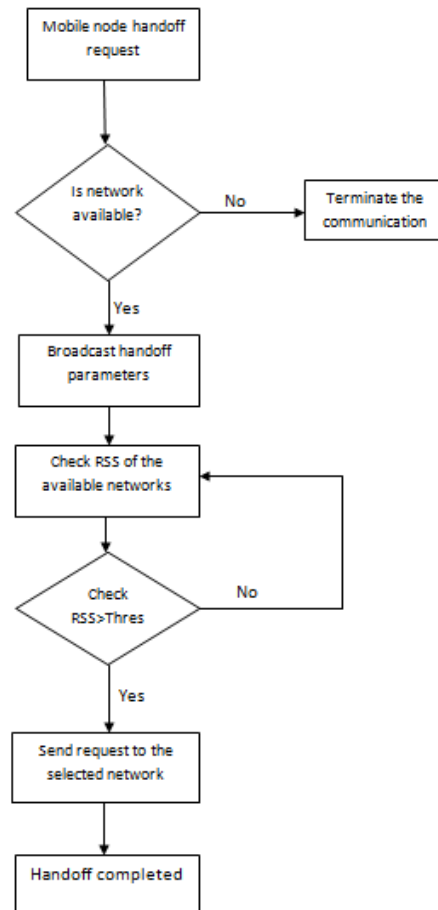 Mobile node handoff
request
Is network
available?
No
Terminate the
communication
Yes
Broadcast handoff
parameters
Check RSS of the
available networks
Check
RSS>Thres
No
Yes
Send request to the
selected network
Handoff completed